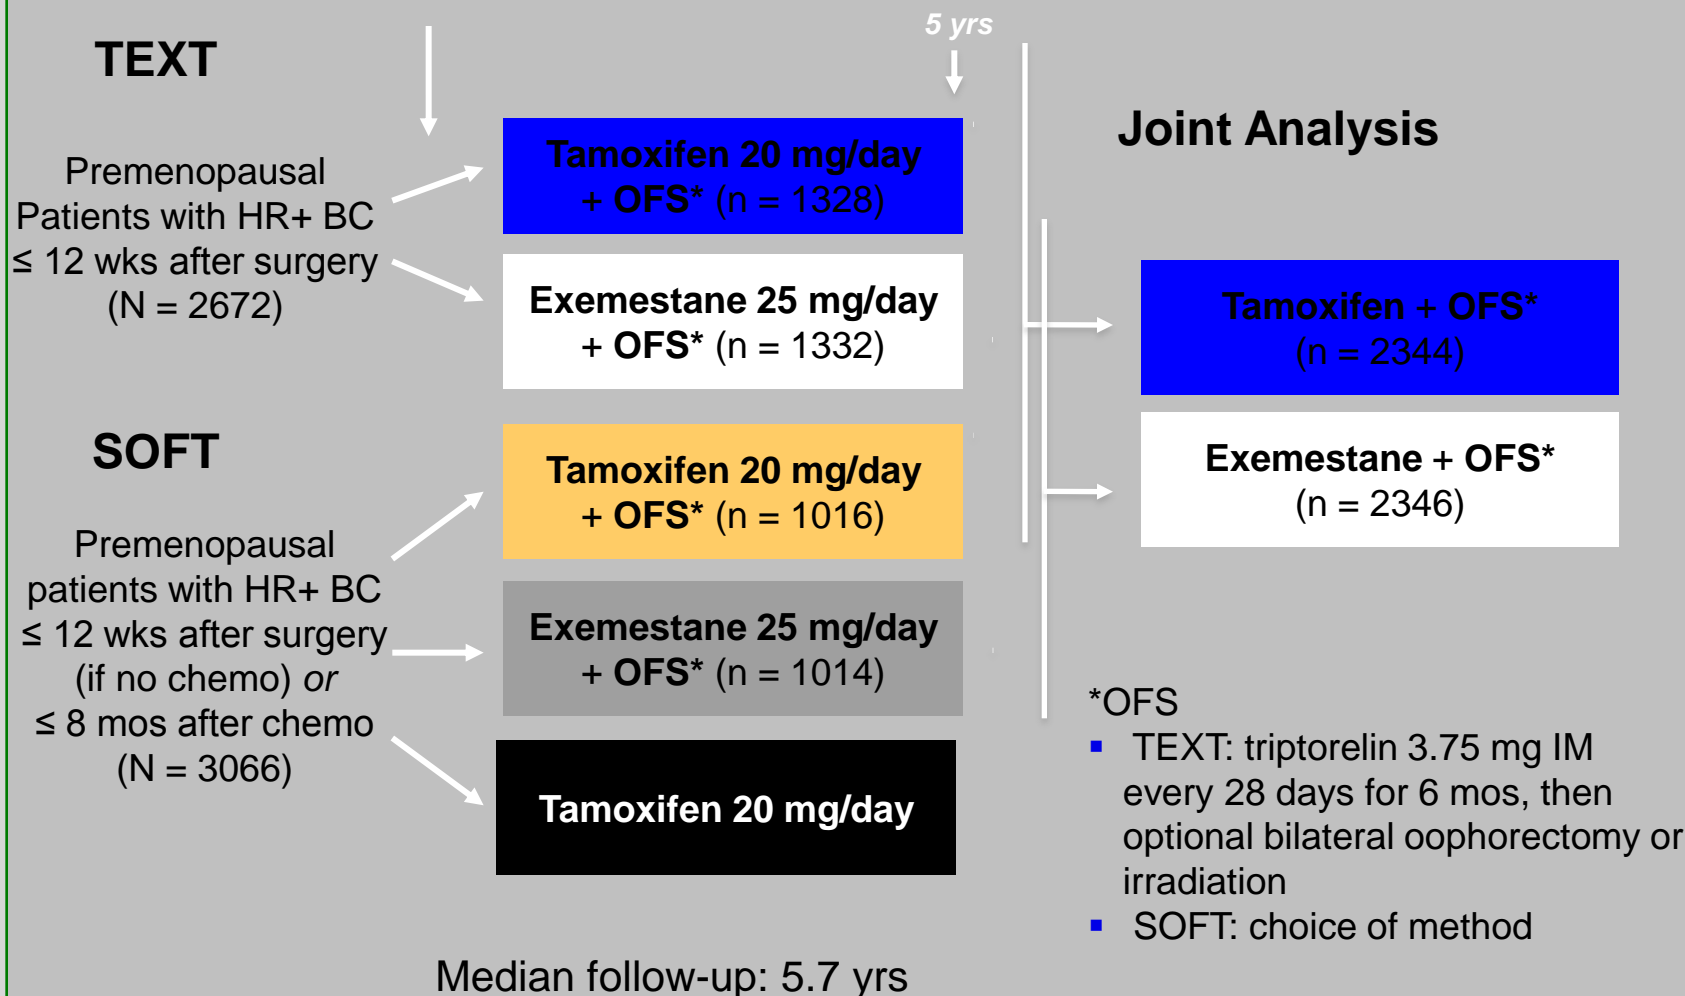 TEXT
5 yrs
Premenopausal
Patients with HR+ BC
≤ 12 wks after surgery
(N = 2672)
Tamoxifen 20 mg/day
+ OFS* (n = 1328)
Exemestane 25 mg/day
+ OFS* (n = 1332)
SOFT
Premenopausal
patients with HR+ BC
≤ 12 wks after surgery
(if no chemo) or
≤ 8 mos after chemo
(N = 3066)
Tamoxifen 20 mg/day
+ OFS* (n = 1016)
Exemestane 25 mg/day
+ OFS* (n = 1014)
Tamoxifen 20 mg/day
Joint Analysis
Tamoxifen + OFS*
(n = 2344)
Exemestane + OFS*
(n = 2346)
*OFS
▪ TEXT: triptorelin 3.75 mg IM
every 28 days for 6 mos, then
optional bilateral oophorectomy or
irradiation
▪ SOFT: choice of method
Median follow-up: 5.7 yrs